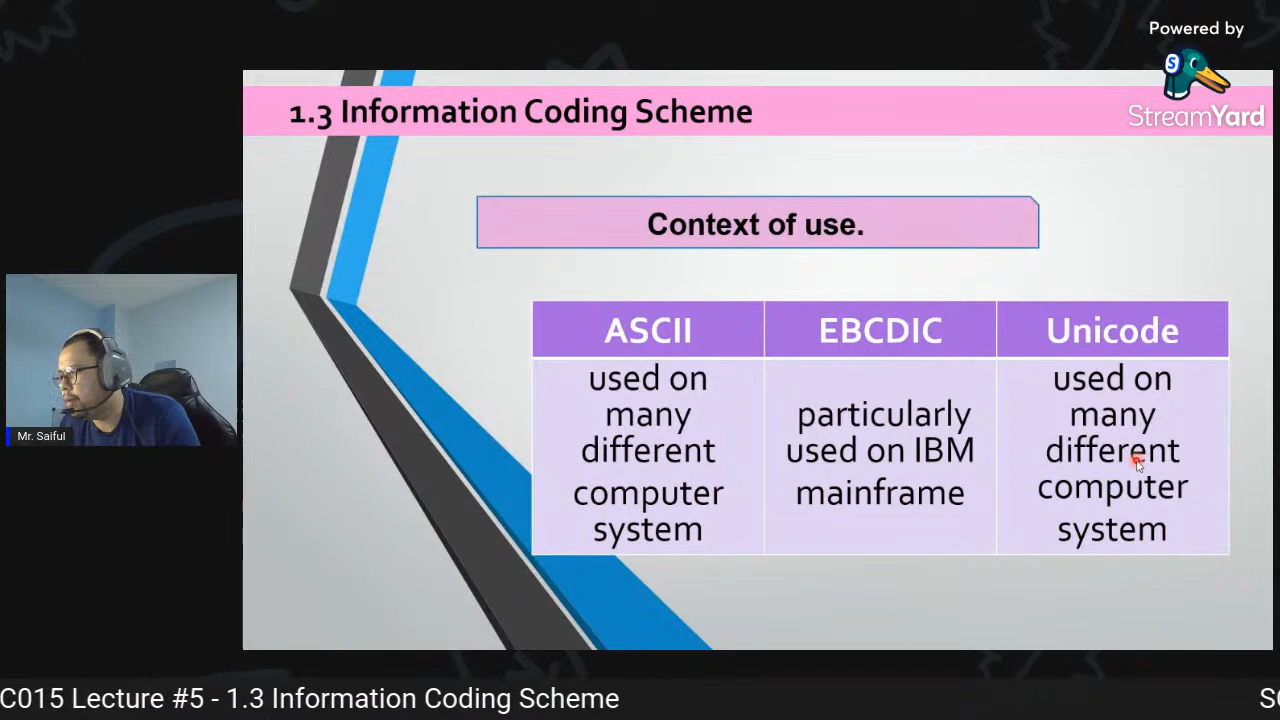 Powered by
StreamYard
1.3 Information Coding Scheme
Context of use.
ASCII
EBCDIC
Unicode
used on
many
different
computer
system
particularly
used on IBM
mainframe
used on
many
different
computer
system
Mr. Saiful
C015 Lecture #5 - 1.3 Information Coding Scheme